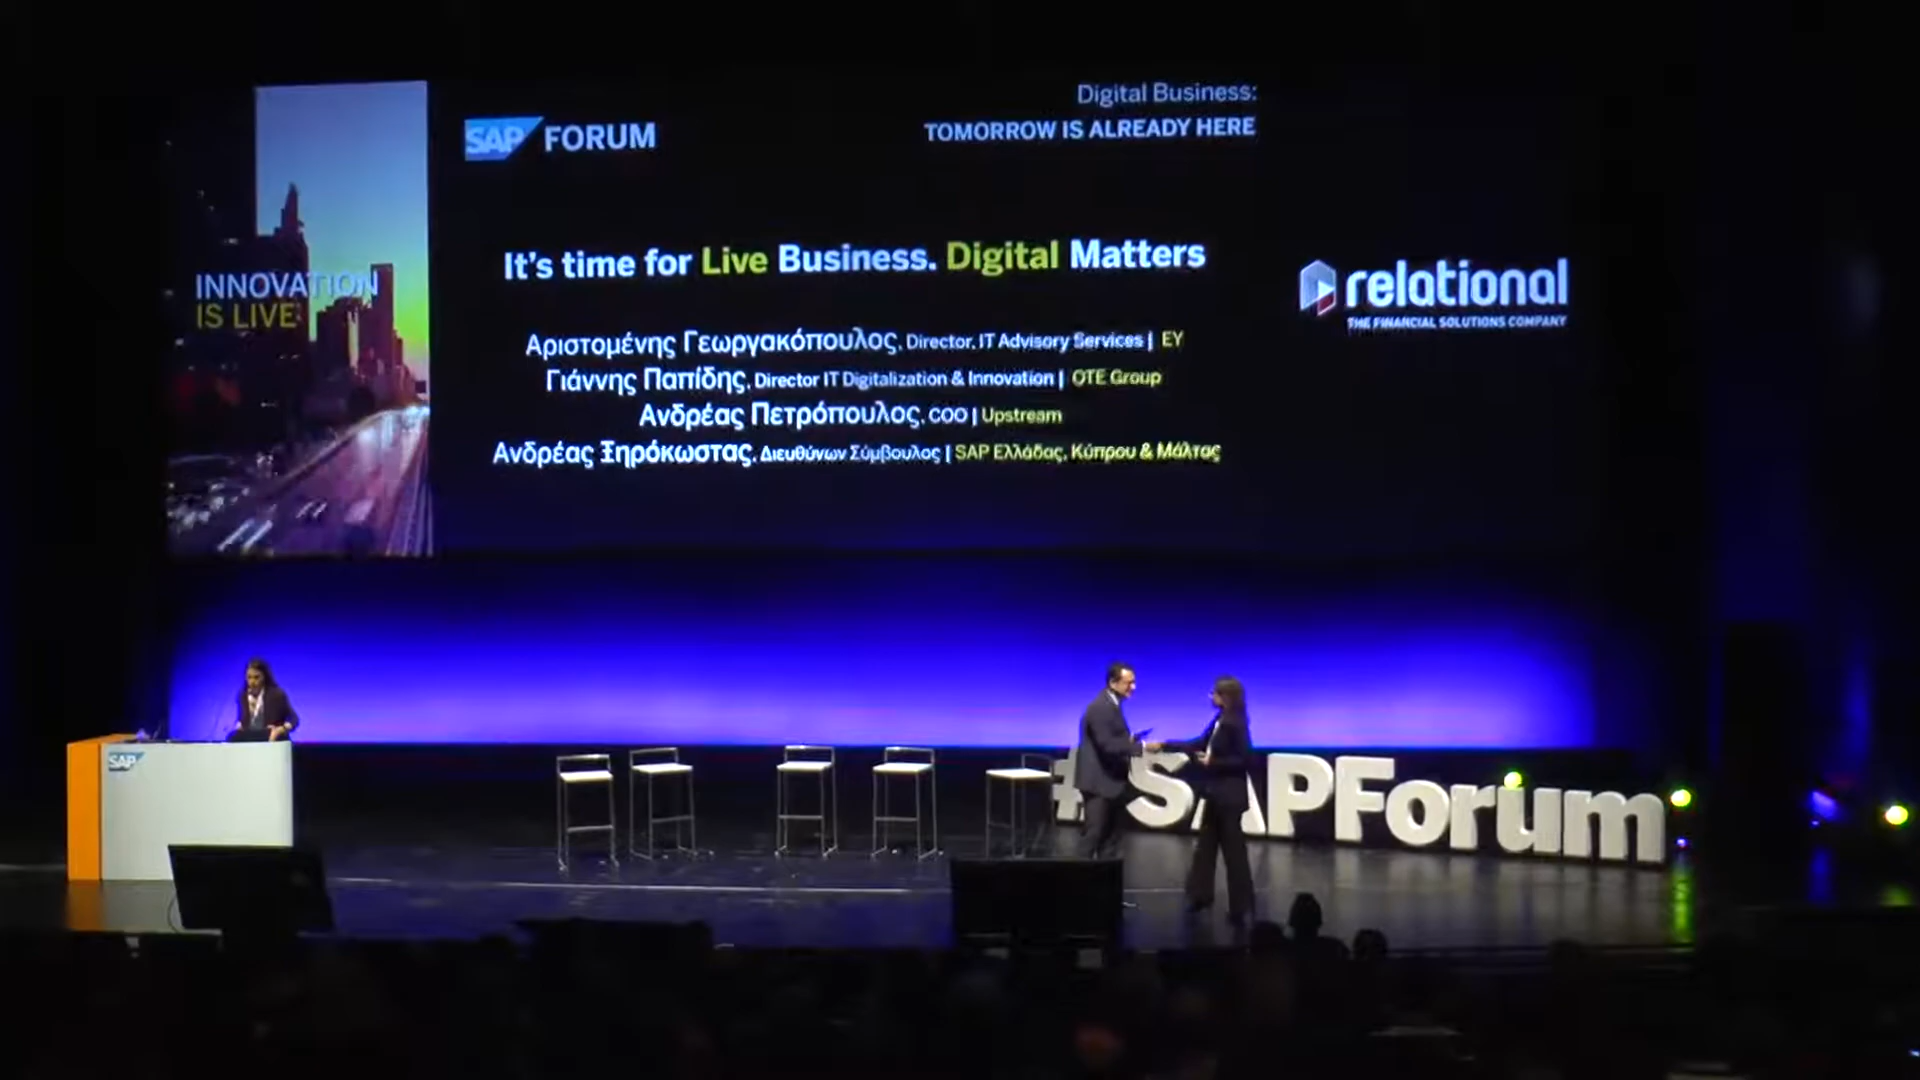 INNOVATION
IS LIVE
SAP FORUM
Digital Business:
TOMORROW IS ALREADY HERE
It's time for Live Business. Digital Matters
Αριστομένης Γεωργακόπουλος, Director, IT Advisory Services | EY
Γιάννης Παπίδης, Director IT Digitalization & Innovation | OTE Group
Ανδρέας Πετρόπουλος, COO | Upstream
Ανδρέας Ξηρόκωστας, Διευθύνων Σύμβουλος | SAP Ελλάδας, Κύπρου & Μάλτας
relational
THE FINANCIAL SOLUTIONS COMPANY
SAP
#SAPForum